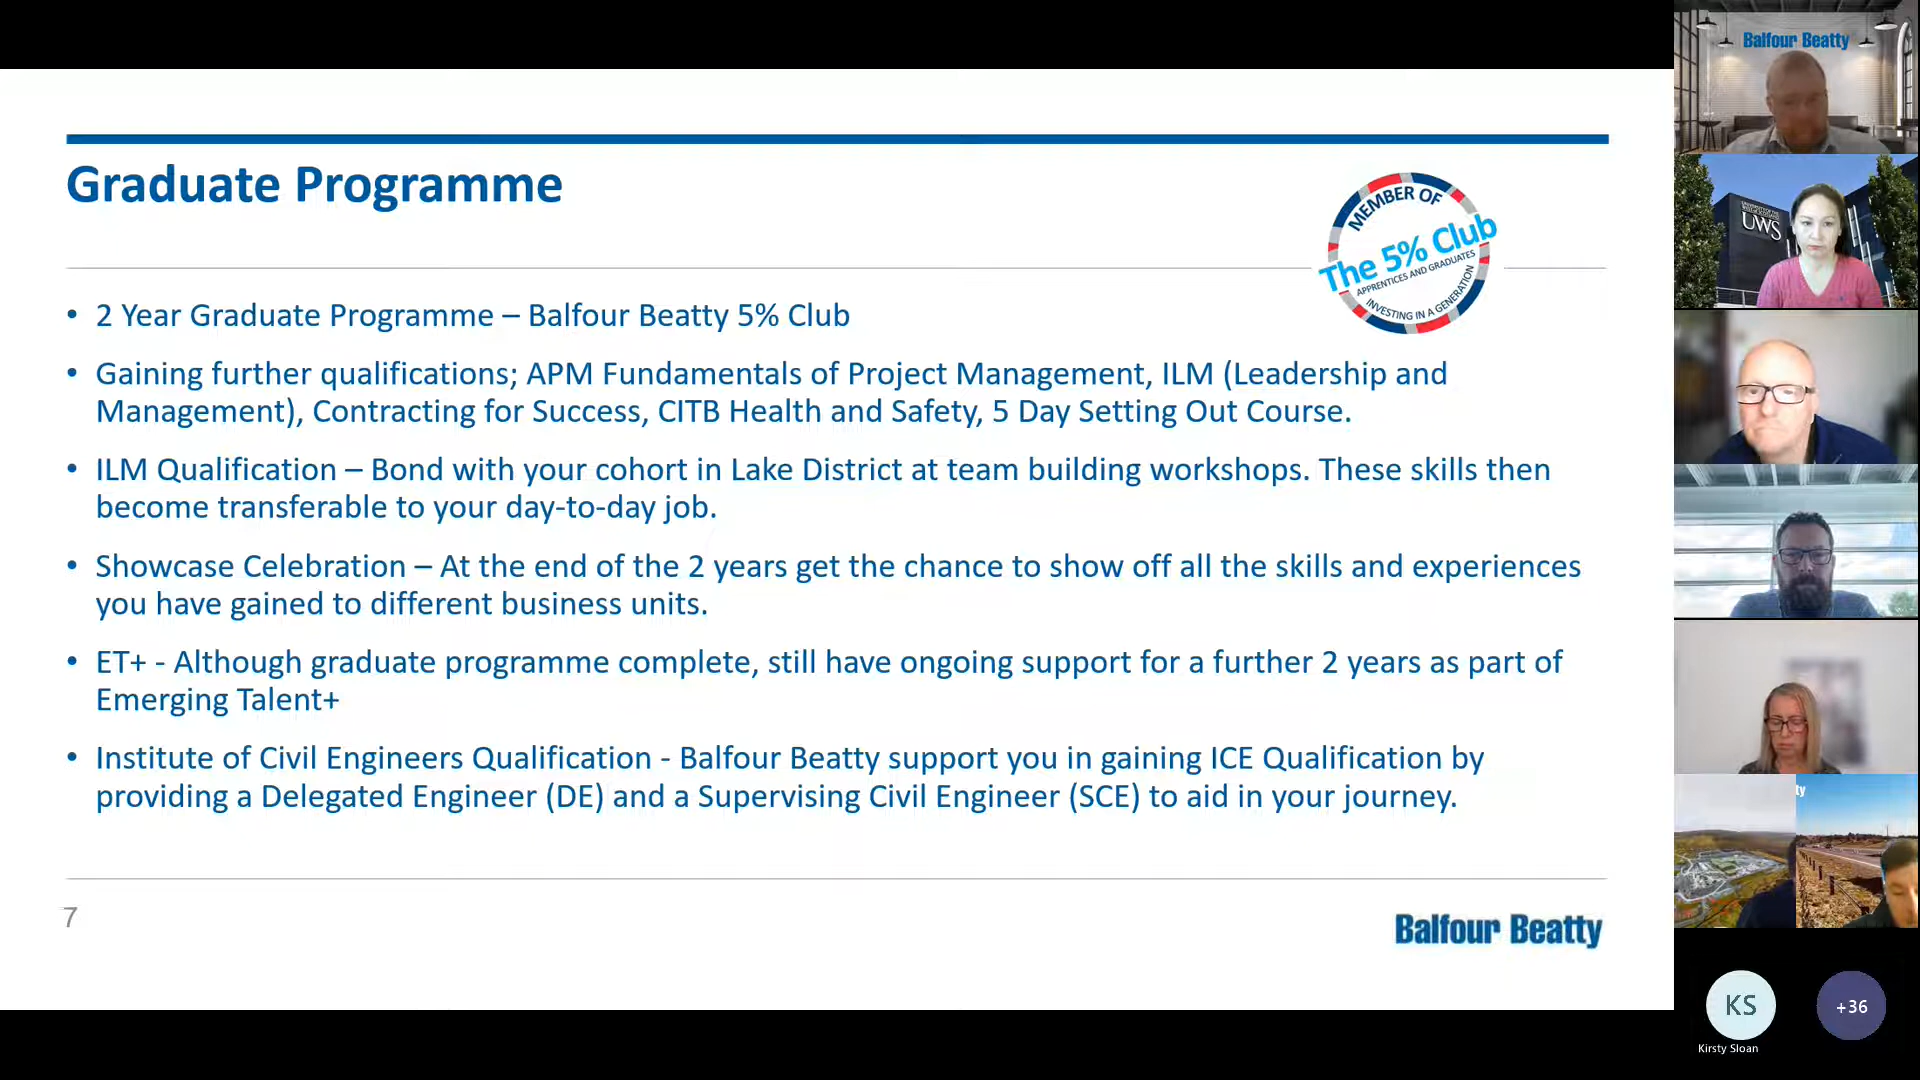 Graduate Programme
MEMBER OF
The 5% Club
APPRENTICES AND GRADUATES
INVESTING IN A GENERATION
• 2 Year Graduate Programme – Balfour Beatty 5% Club
• Gaining further qualifications; APM Fundamentals of Project Management, ILM (Leadership and
Management), Contracting for Success, CITB Health and Safety, 5 Day Setting Out Course.
• ILM Qualification – Bond with your cohort in Lake District at team building workshops. These skills then
become transferable to your day-to-day job.
• Showcase Celebration – At the end of the 2 years get the chance to show off all the skills and experiences
you have gained to different business units.
• ET+ - Although graduate programme complete, still have ongoing support for a further 2 years as part of
Emerging Talent+
• Institute of Civil Engineers Qualification - Balfour Beatty support you in gaining ICE Qualification by
providing a Delegated Engineer (DE) and a Supervising Civil Engineer (SCE) to aid in your journey.
7
Balfour Beatty
Balfour Beatty
UWS
ty
KS
+36
Kirsty Sloan